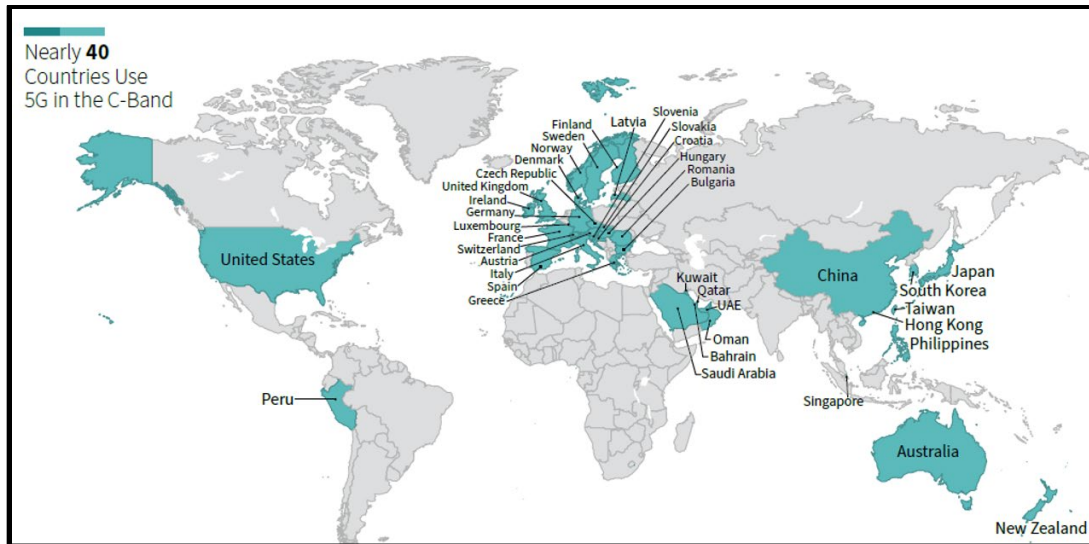 Nearly 40
Countries Use
5G in the C-Band
Slovenia
Latvia
Slovakia
Finland
Croatia
Sweden
Norway
Hungary
Denmark
Romania
Czech Republic
Bulgaria
United Kingdom
Ireland
Germany
Luxembourg
France
Switzerland
Austria
Italy
Spain
Greece
United States
Kuwait
Qatar
UAE
Oman
Bahrain
Saudi Arabia
China
Japan
South Korea
Taiwan
Hong Kong
Philippines
Peru
Singapore
Australia
New Zealand